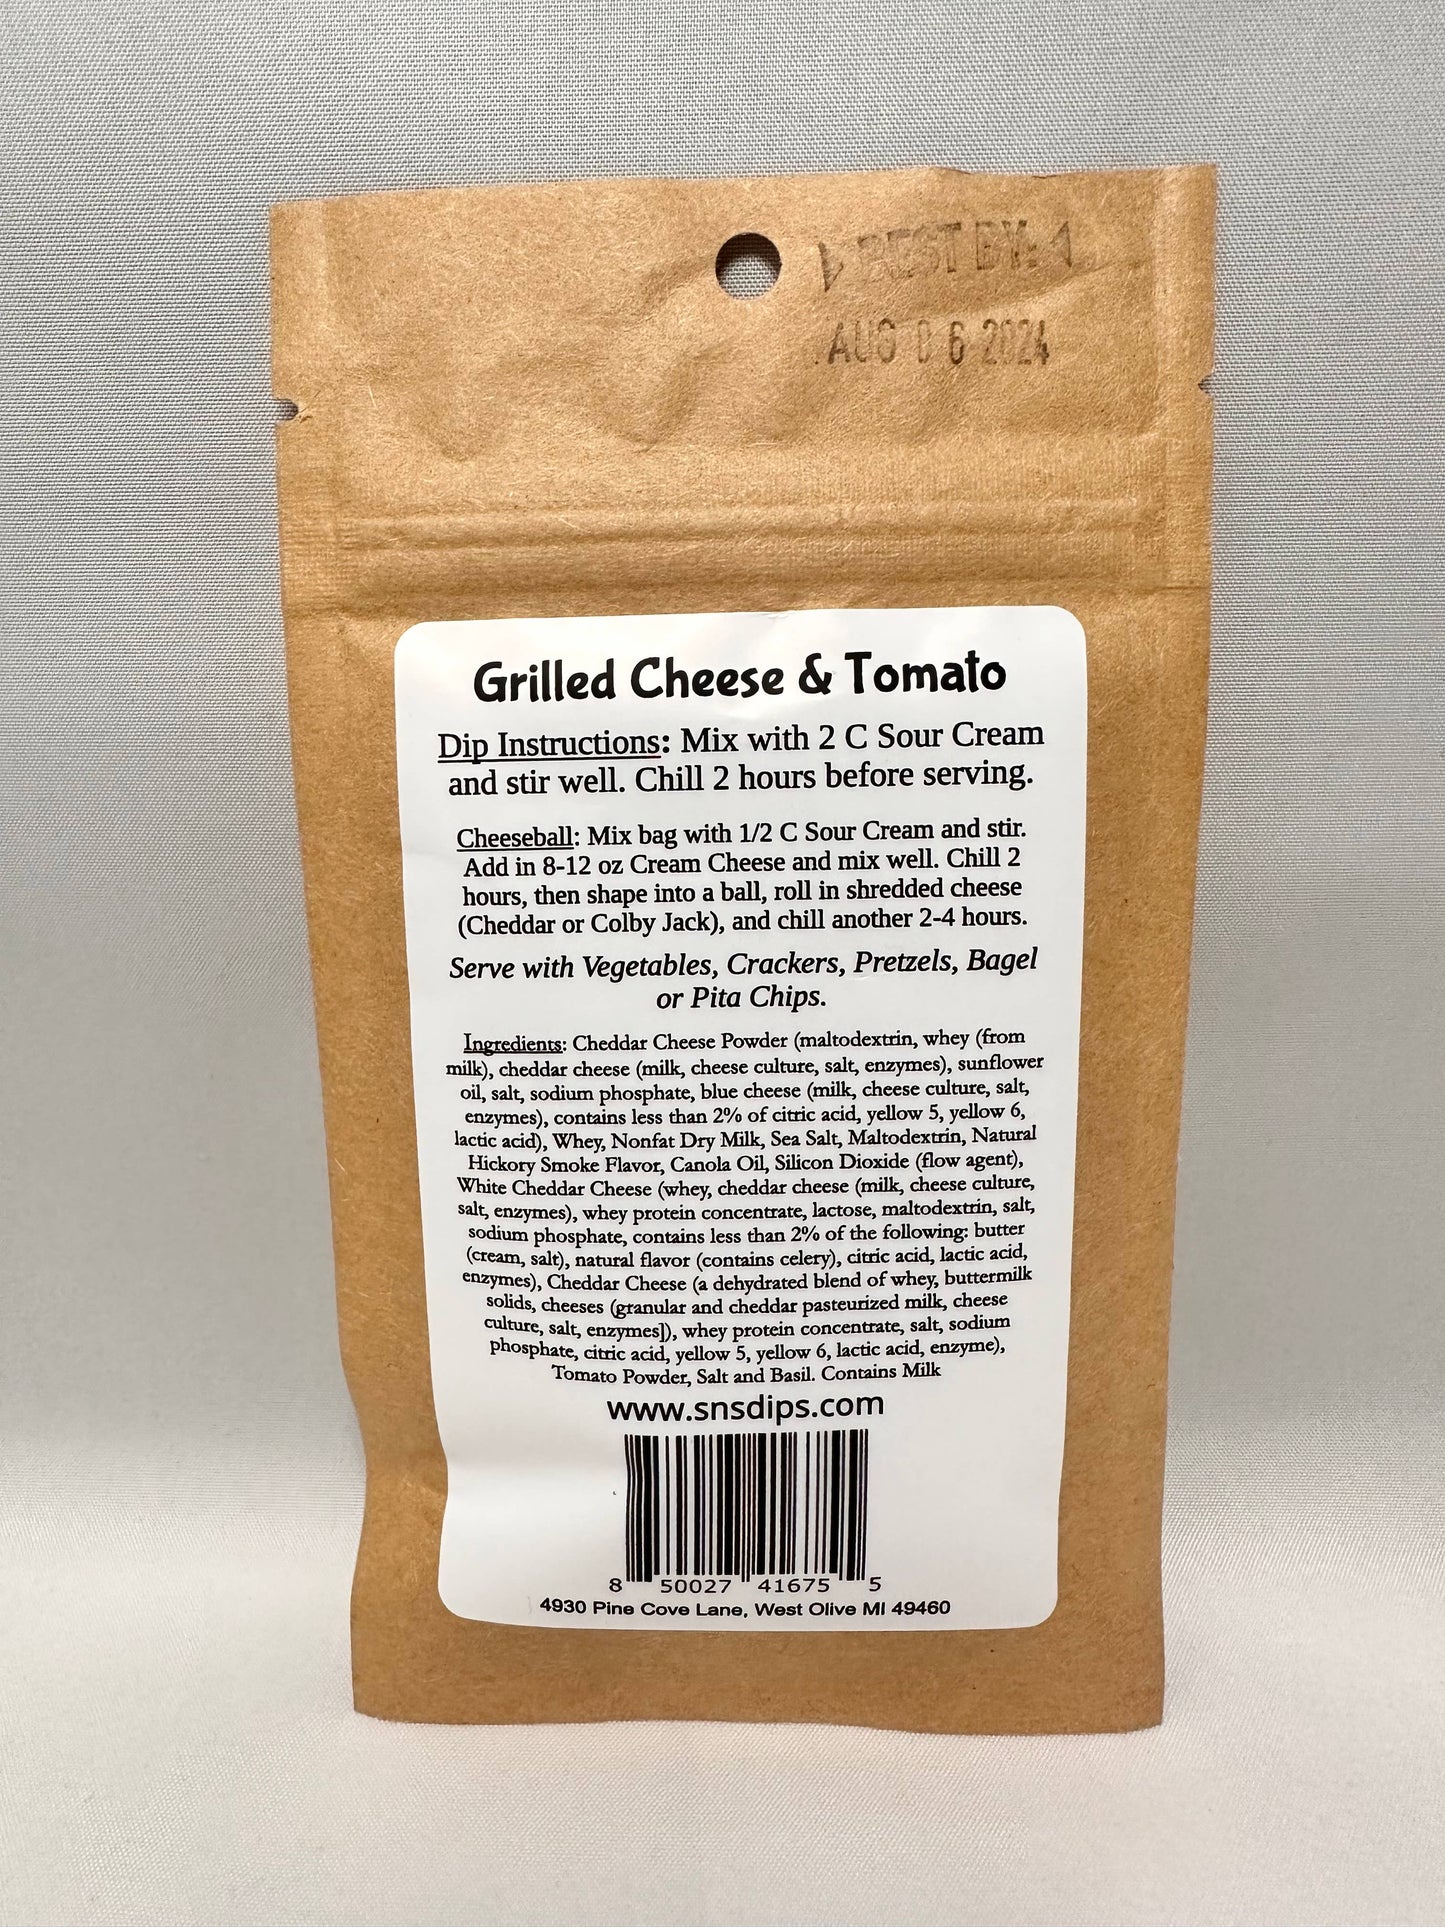 BEST BY:
AUG 06 2024
Grilled Cheese & Tomato
Dip Instructions: Mix with 2 C Sour Cream
and stir well. Chill 2 hours before serving.
Cheeseball: Mix bag with 1/2 C Sour Cream and stir.
Add in 8-12 oz Cream Cheese and mix well. Chill 2
hours, then shape into a ball, roll in shredded cheese
(Cheddar or Colby Jack), and chill another 2-4 hours.
Serve with Vegetables, Crackers, Pretzels, Bagel
or Pita Chips.
Ingredients: Cheddar Cheese Powder (maltodextrin, whey (from
milk), cheddar cheese (milk, cheese culture, salt, enzymes), sunflower
oil, salt, sodium phosphate, blue cheese (milk, cheese culture, salt,
enzymes), contains less than 2% of citric acid, yellow 5, yellow 6,
lactic acid), Whey, Nonfat Dry Milk, Sea Salt, Maltodextrin, Natural
Hickory Smoke Flavor, Canola Oil, Silicon Dioxide (flow agent),
White Cheddar Cheese (whey, cheddar cheese (milk, cheese culture,
salt, enzymes), whey protein concentrate, lactose, maltodextrin, salt,
sodium phosphate, contains less than 2% of the following: butter
(cream, salt), natural flavor (contains celery), citric acid, lactic acid,
enzymes), Cheddar Cheese (a dehydrated blend of whey, buttermilk
solids, cheeses (granular and cheddar pasteurized milk, cheese
culture, salt, enzymes]), whey protein concentrate, salt, sodium
phosphate, citric acid, yellow 5, yellow 6, lactic acid, enzyme),
Tomato Powder, Salt and Basil. Contains Milk
www.snsdips.com
8 50027 41675 5
4930 Pine Cove Lane, West Olive MI 49460